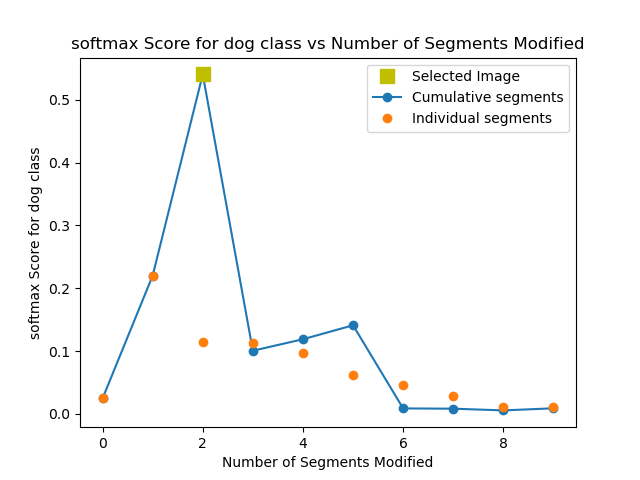 softmax Score for dog class vs Number of Segments Modified
Selected Image
Cumulative segments
Individual segments
softmax Score for dog class
0.5
0.4
0.3
0.2
0.1
0.0
0 2 4 6 8
Number of Segments Modified